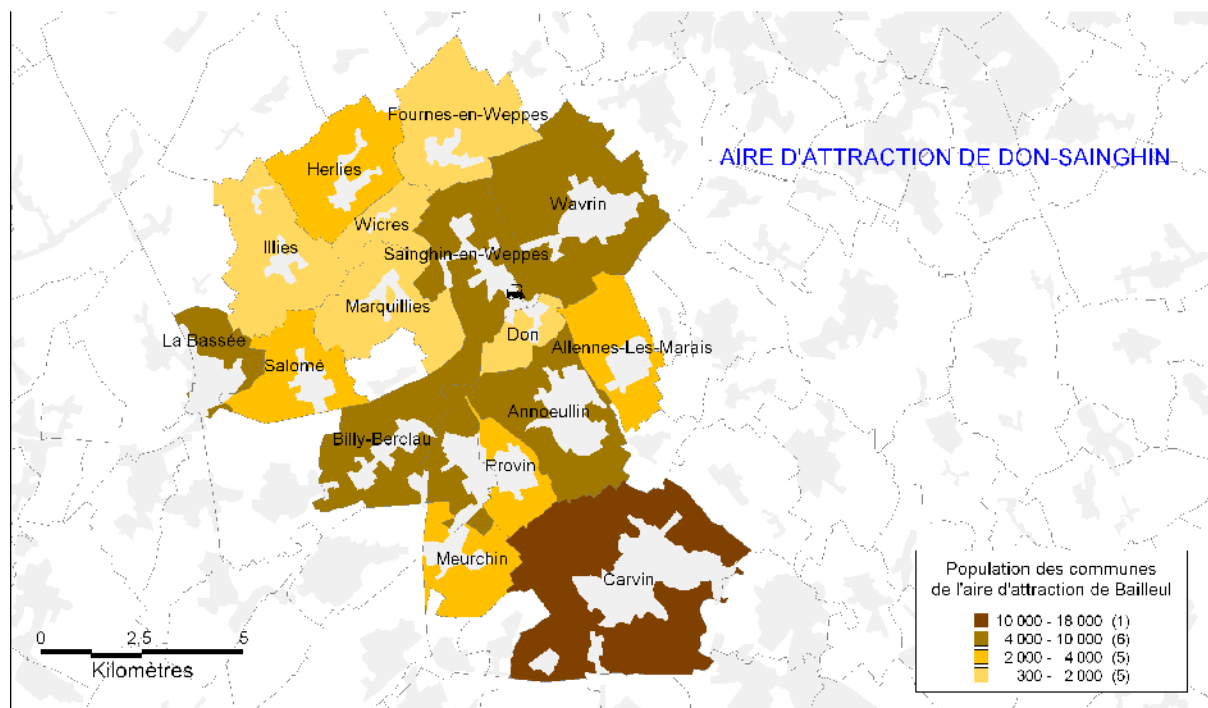 Fournes-en-Weppes
AIRE D'ATTRACTION DE DON-SAINGHIN
Herlies
Wavrin
Wicres
Illies
Sainghin-en-Weppes
Marquillies
Don
La Bassée
Allennes-Les-Marais
Salomé
Annoeullin
Billy-Berclau
Provin
Meurchin
Carvin
Population des communes
de l'aire d'attraction de Bailleul
10 000 - 18 000 (1)
4 000 - 10 000 (6)
2 000 - 4 000 (5)
300 - 2 000 (5)
0 2,5 5
Kilomètres